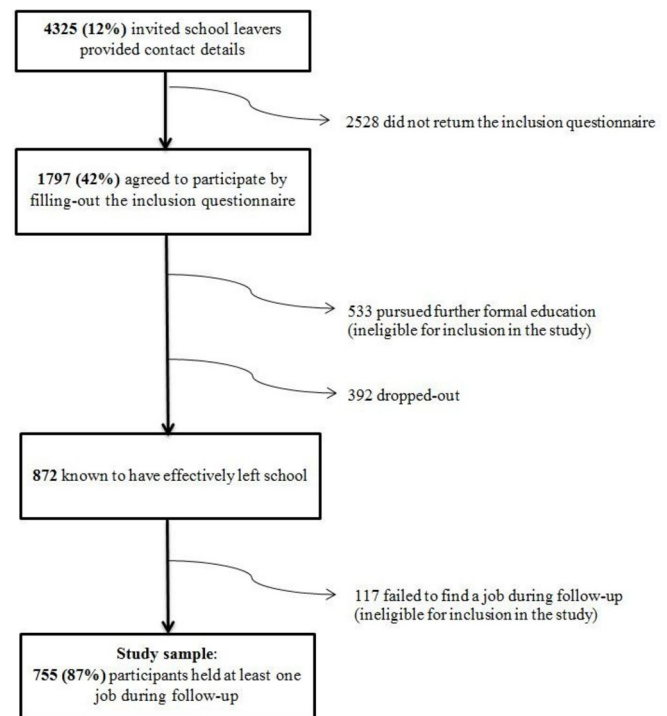 4325 (12%) invited school leavers
provided contact details
2528 did not return the inclusion questionnaire
1797 (42%) agreed to participate by
filling-out the inclusion questionnaire
533 pursued further formal education
(ineligible for inclusion in the study)
392 dropped-out
872 known to have effectively left school
117 failed to find a job during follow-up
(ineligible for inclusion in the study)
Study sample:
755 (87%) participants held at least one
job during follow-up